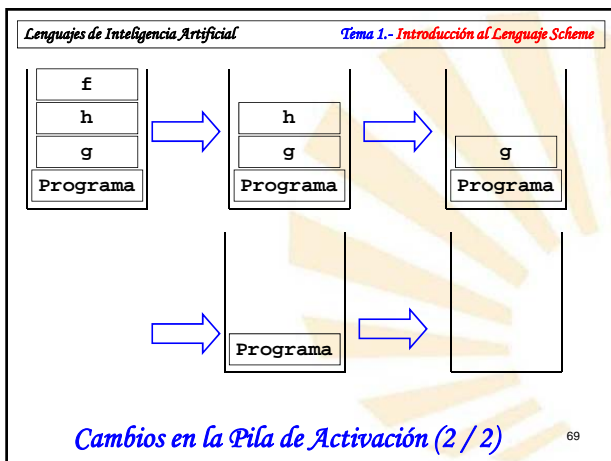 Lenguajes de Inteligencia Artificial Tema 1.- Introducción al Lenguaje Scheme
f
h
g
Programa
h
g
Programa
g
Programa
Programa
Cambios en la Pila de Activación (2 / 2)
69